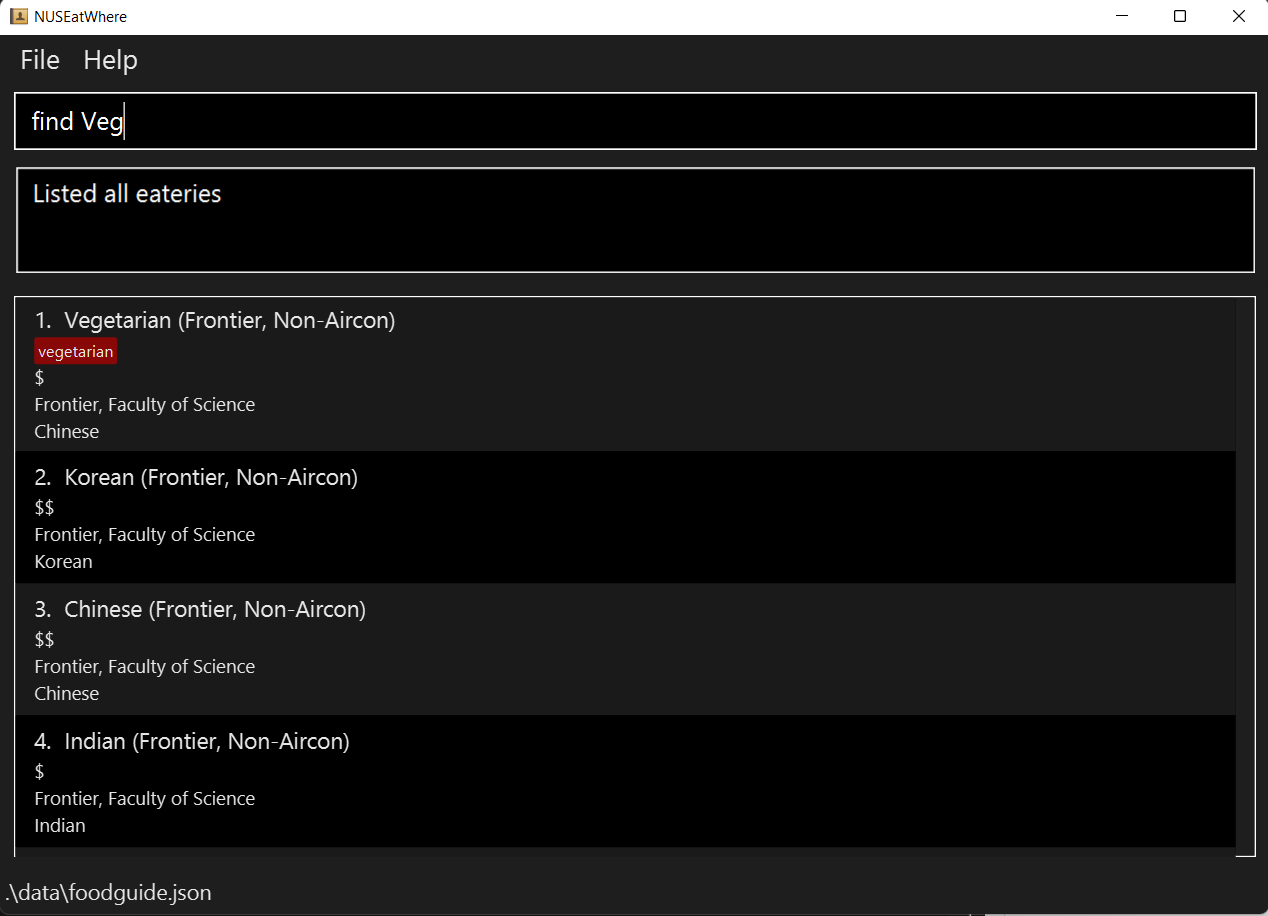 NUSEatWhere
File Help
find Veg
Listed all eateries
1. Vegetarian (Frontier, Non-Aircon)
vegetarian
$
Frontier, Faculty of Science
Chinese
2. Korean (Frontier, Non-Aircon)
$$
Frontier, Faculty of Science
Korean
3. Chinese (Frontier, Non-Aircon)
$$
Frontier, Faculty of Science
Chinese
4. Indian (Frontier, Non-Aircon)
$
Frontier, Faculty of Science
Indian
.\data\foodguide.json